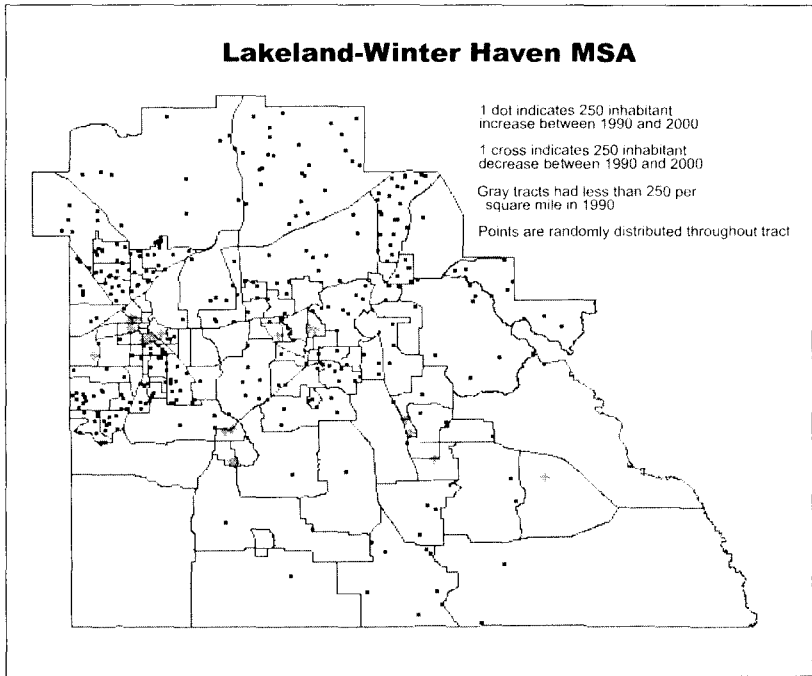 Lakeland-Winter Haven MSA
1 dot indicates 250 inhabitant
increase between 1990 and 2000
1 cross indicates 250 inhabitant
decrease between 1990 and 2000
Gray tracts had less than 250 per
square mile in 1990
Points are randomly distributed throughout tract